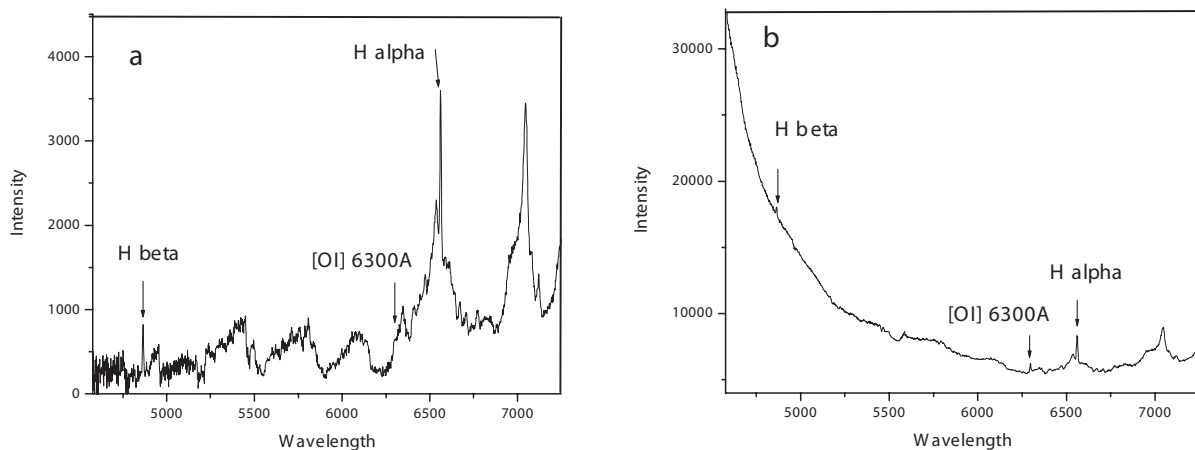 a
H alpha
H beta
[OI] 6300A
Intensity
4000
3000
2000
1000
0
5000 5500 6000 6500 7000
Wavelength
b
H beta
H alpha
[OI] 6300A
Intensity
30000
20000
10000
5000 5500 6000 6500 7000
Wavelength